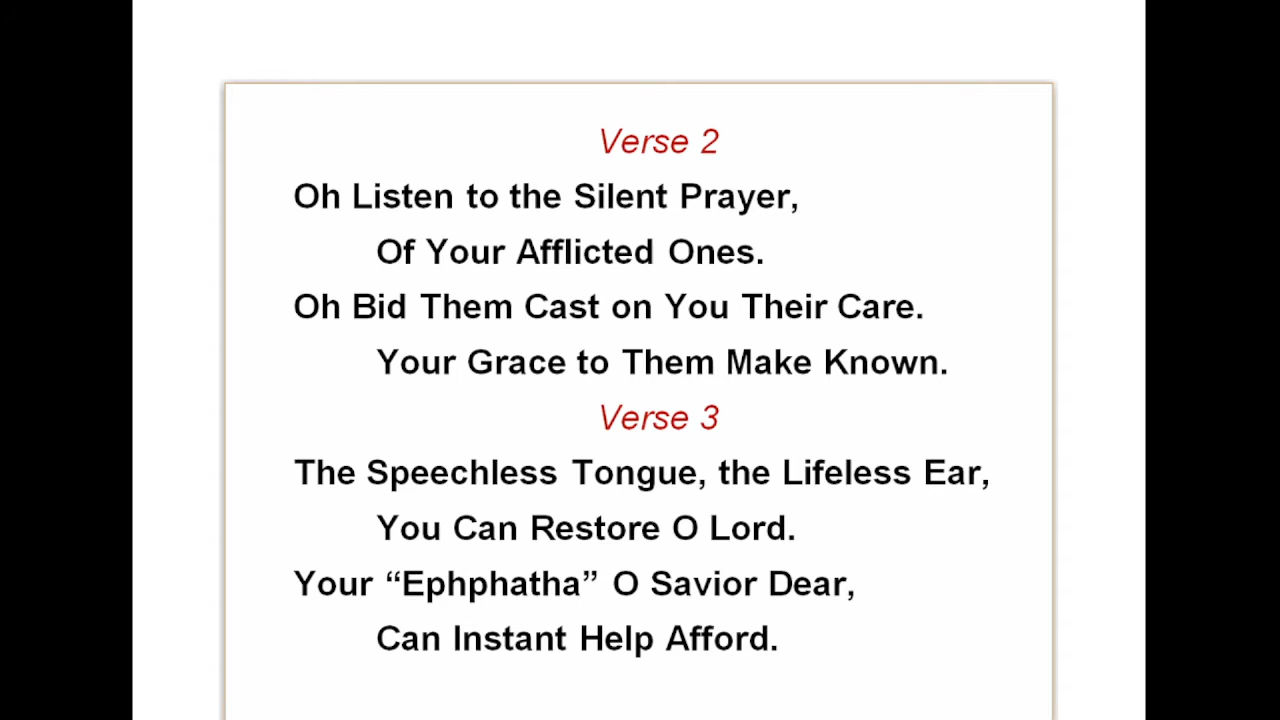 Verse 2
Oh Listen to the Silent Prayer,
Of Your Afflicted Ones.
Oh Bid Them Cast on You Their Care.
Your Grace to Them Make Known.
Verse 3
The Speechless Tongue, the Lifeless Ear,
You Can Restore O Lord.
Your “Ephphatha” O Savior Dear,
Can Instant Help Afford.